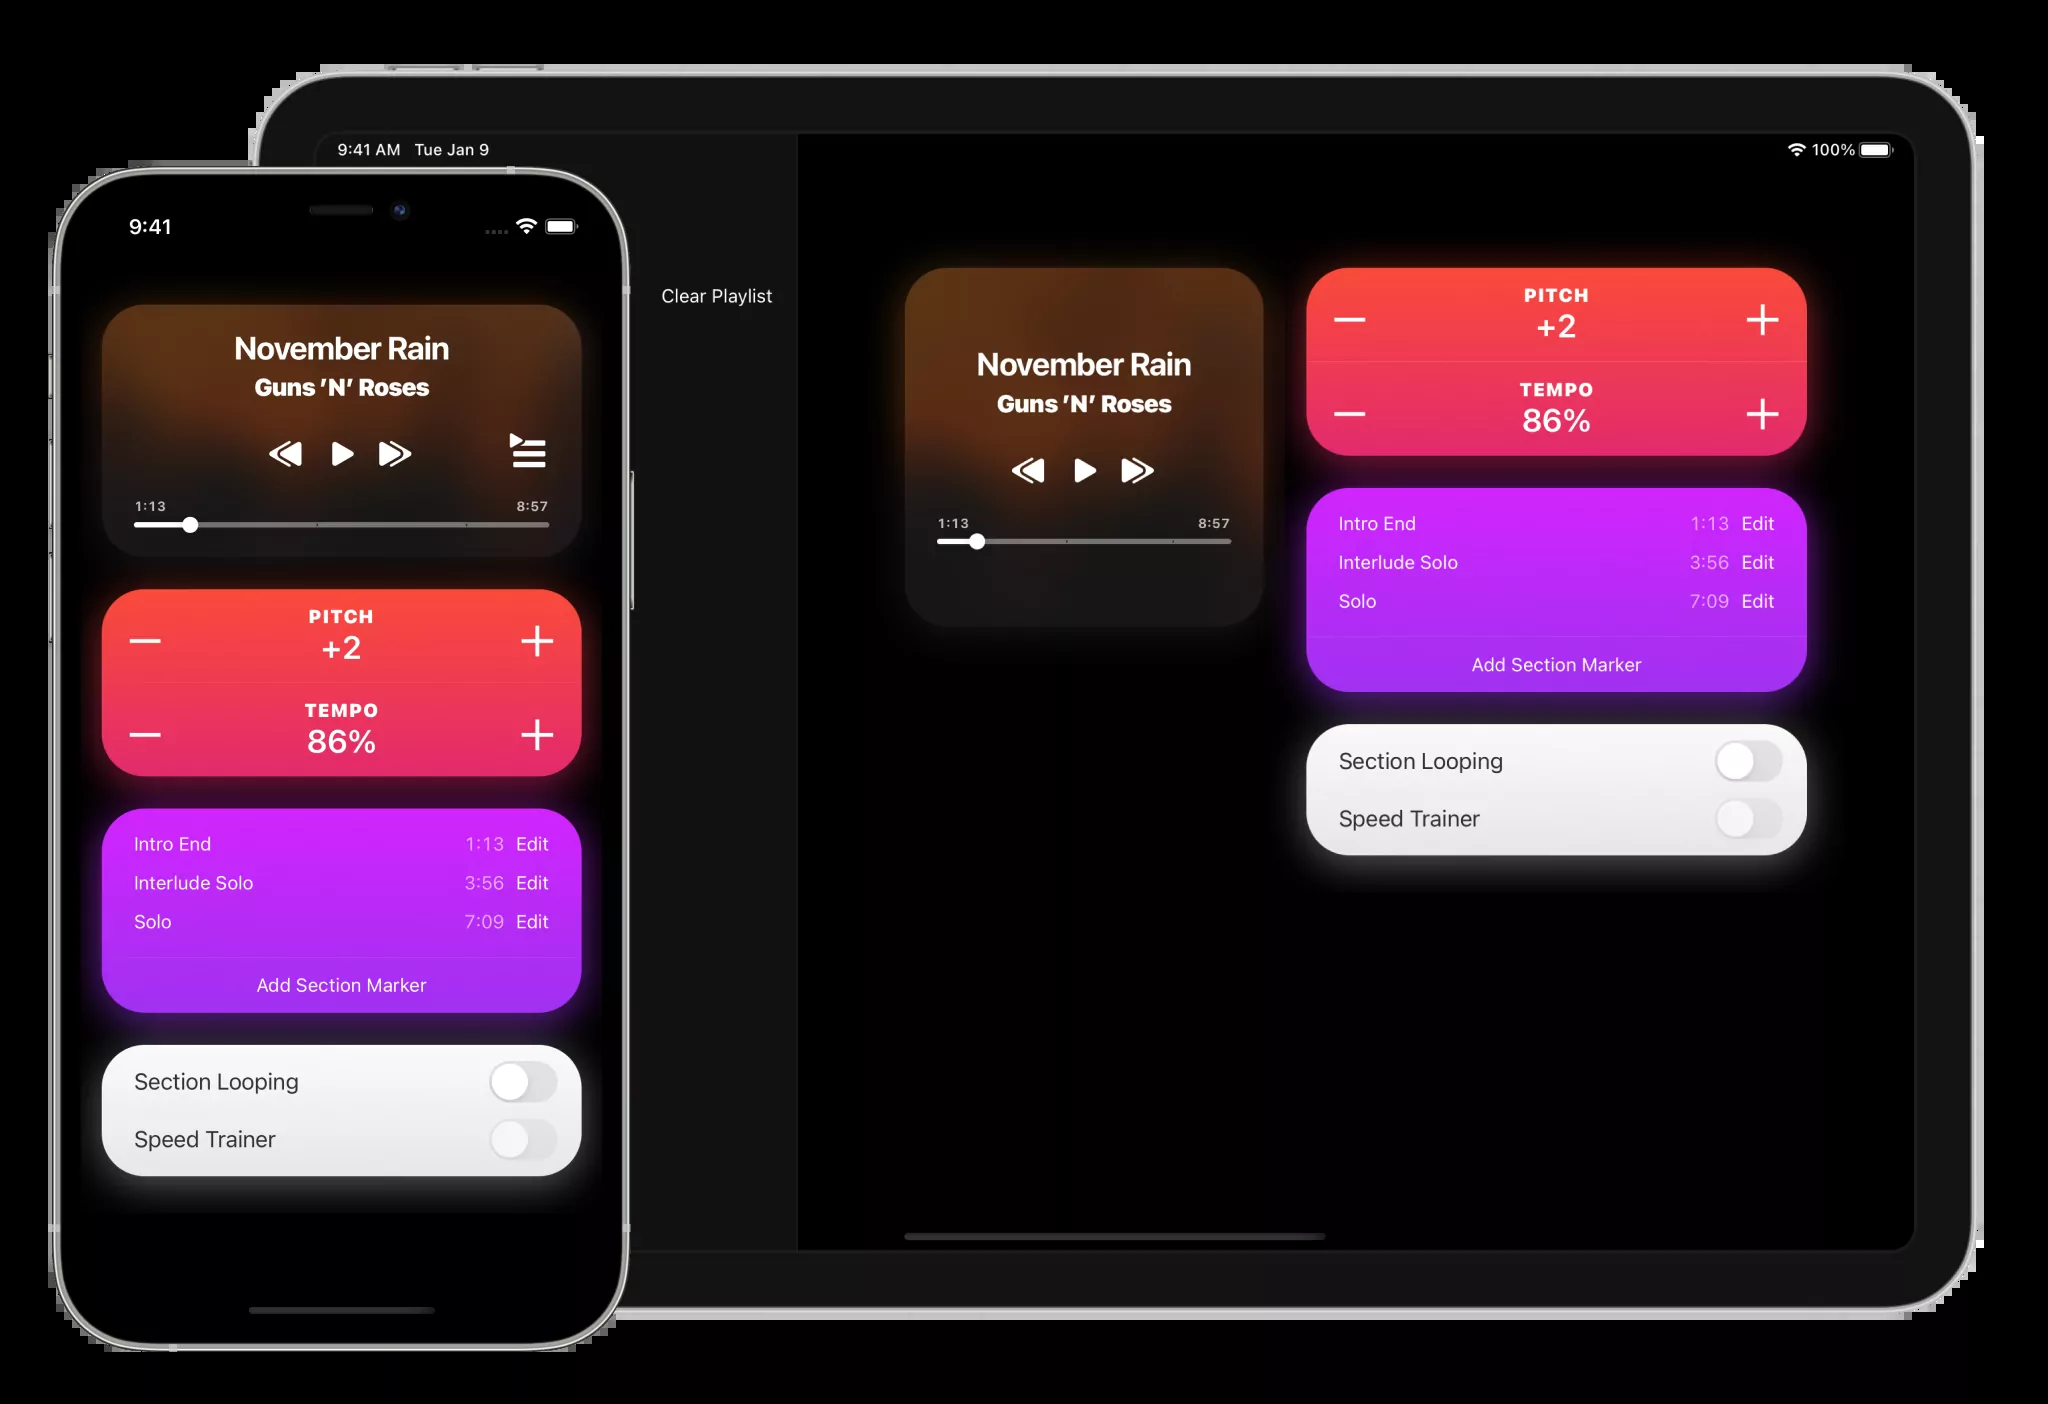 9:41
November Rain
Guns 'N' Roses
1:13 8:57
PITCH
+2
TEMPO
86%
Intro End 1:13 Edit
Interlude Solo 3:56 Edit
Solo 7:09 Edit
Add Section Marker
Section Looping
Speed Trainer
9:41 AM Tue Jan 9 100%
Clear Playlist
November Rain
Guns 'N' Roses
1:13 8:57
PITCH
+2
TEMPO
86%
Intro End 1:13 Edit
Interlude Solo 3:56 Edit
Solo 7:09 Edit
Add Section Marker
Section Looping
Speed Trainer